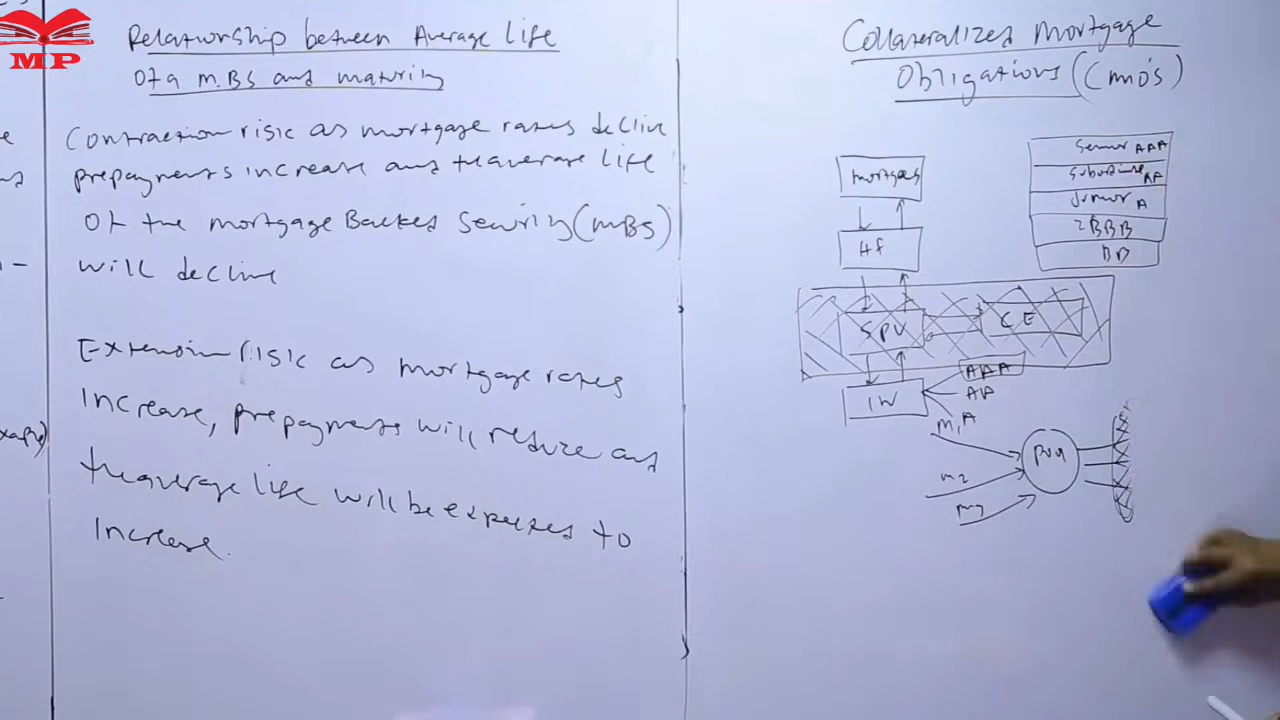 MP
Relationship between Average life
Of a M.BS and maturity
Contraction risk as mortgage rates decline
prepayments increase and the average life
Of the mortgage Backed Security (MBS)
will decline
Extension risk as mortgage rates
Increase, prepayments will reduce and
the average life will be expected to
Increase.
Collateralized Mortgage
Obligations (CMO's)
mortgages
HF
SPV
CE
IW
AAA
AA
A
M1
M2
M3
Pool
Senior AAA
AA
Junior A
BBB
BB